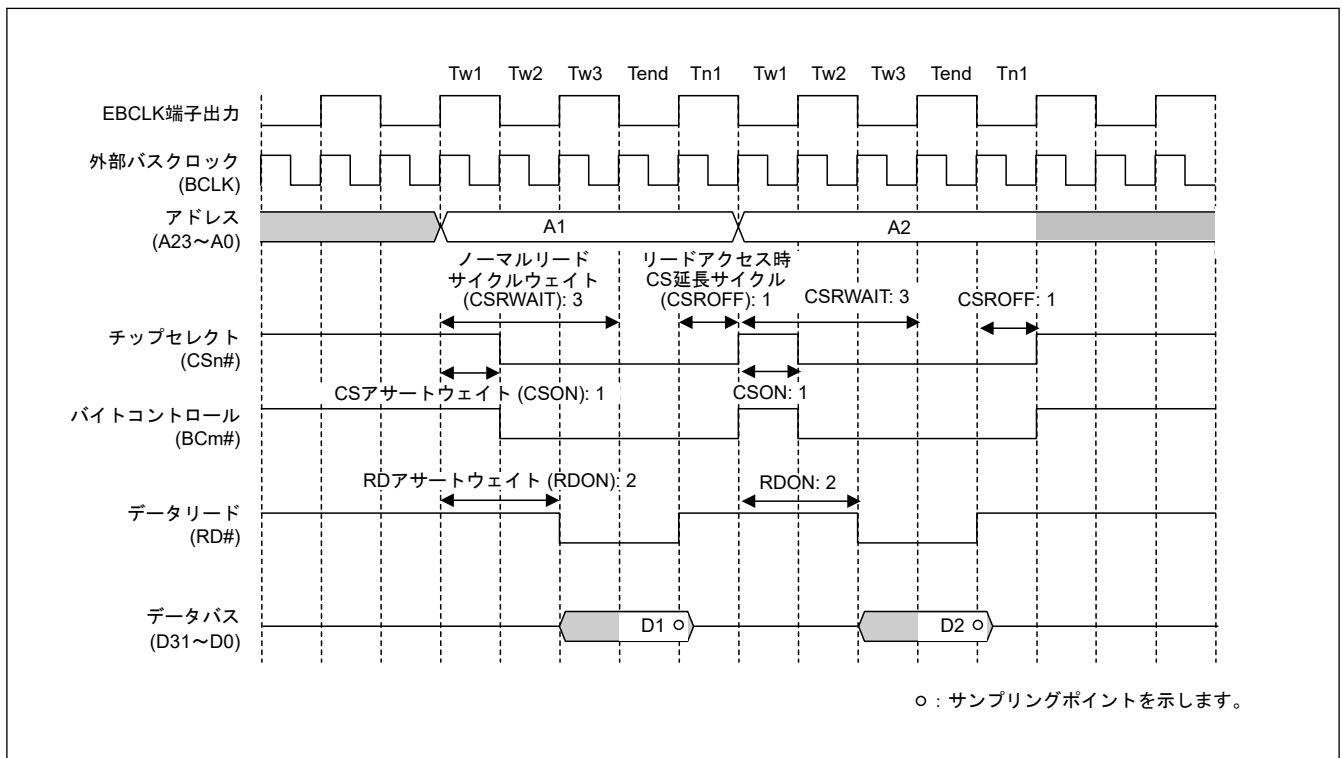 Tw1 Tw2 Tw3 Tend Tn1 Tw1 Tw2 Tw3 Tend Tn1
EBCLK端子出力
外部バスクロック
(BCLK)
アドレス
(A23～A0)
A1
A2
ノーマルリード
サイクルウェイト
(CSRWAIT): 3
リードアクセス時
CS延長サイクル
(CSROFF): 1
CSRWAIT: 3
CSROFF: 1
チップセレクト
(CSn#)
CSアサートウェイト (CSON): 1
CSON: 1
バイトコントロール
(BCm#)
RDアサートウェイト (RDON): 2
RDON: 2
データリード
(RD#)
データバス
(D31～D0)
D1
D2
：サンプリングポイントを示します。